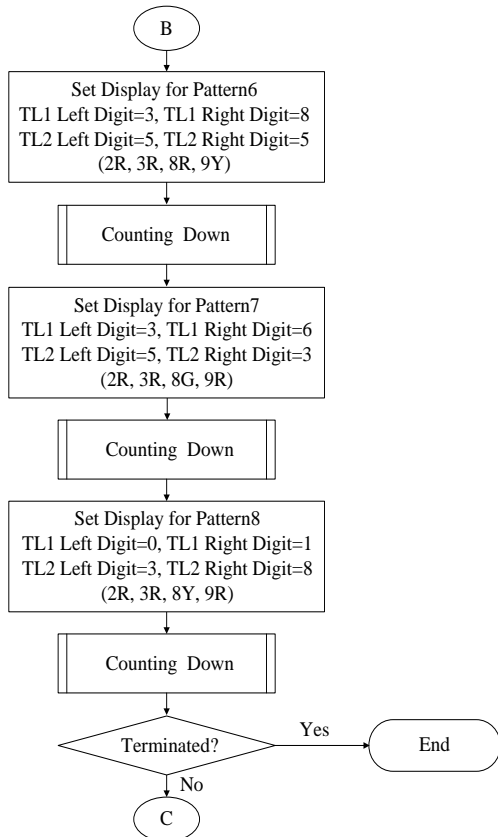 B
Set Display for Pattern6
TL1 Left Digit=3, TL1 Right Digit=8
TL2 Left Digit=5, TL2 Right Digit=5
(2R, 3R, 8R, 9Y)
Counting Down
Set Display for Pattern7
TL1 Left Digit=3, TL1 Right Digit=6
TL2 Left Digit=5, TL2 Right Digit=3
(2R, 3R, 8G, 9R)
Counting Down
Set Display for Pattern8
TL1 Left Digit=0, TL1 Right Digit=1
TL2 Left Digit=3, TL2 Right Digit=8
(2R, 3R, 8Y, 9R)
Counting Down
Terminated?
Yes
End
No
C